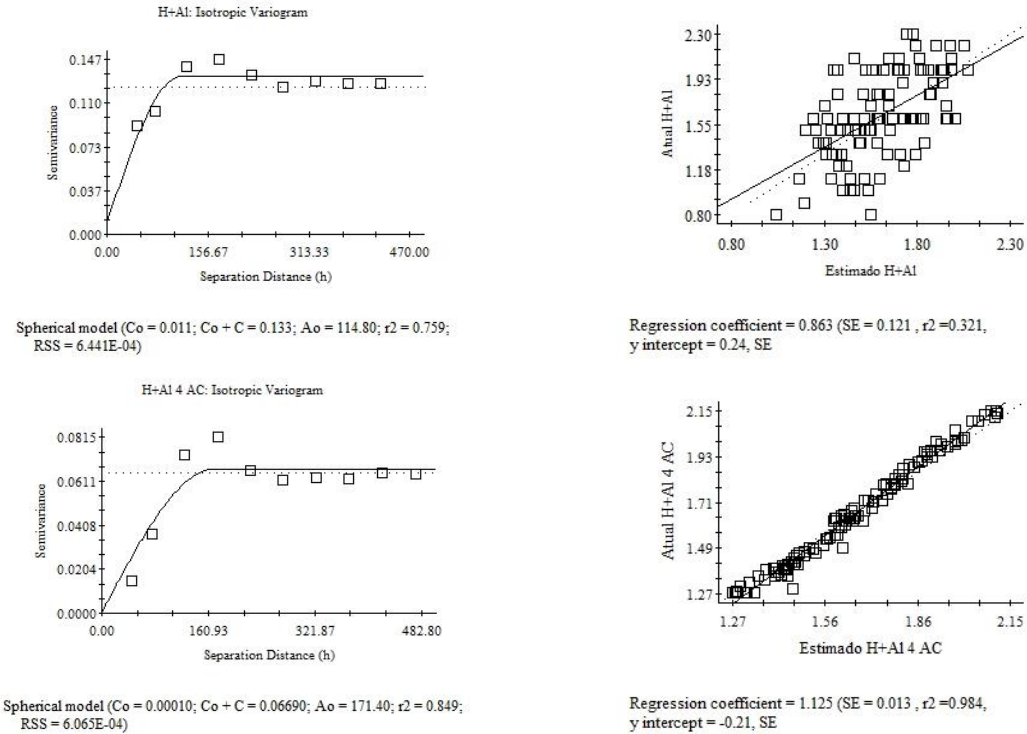 H+Al: Isotropic Variogram
0.147
0.110
0.073
0.037
0.000
Semivariance
0.00 156.67 313.33 470.00
Separation Distance (h)
Spherical model (Co = 0.011; Co + C = 0.133; Ao = 114.80; r2 = 0.759;
RSS = 6.441E-04)
2.30
1.93
1.55
1.18
0.80
Atual H+Al
0.80 1.30 1.80 2.30
Estimado H+Al
Regression coefficient = 0.863 (SE = 0.121 , r2 =0.321,
y intercept = 0.24, SE
H+Al 4 AC: Isotropic Variogram
0.0815
0.0611
0.0408
0.0204
0.0000
Semivariance
0.00 160.93 321.87 482.80
Separation Distance (h)
Spherical model (Co = 0.00010; Co + C = 0.06690; Ao = 171.40; r2 = 0.849;
RSS = 6.065E-04)
2.15
1.93
1.71
1.49
1.27
Atual H+Al 4 AC
1.27 1.56 1.86 2.15
Estimado H+Al 4 AC
Regression coefficient = 1.125 (SE = 0.013 , r2 =0.984,
y intercept = -0.21, SE